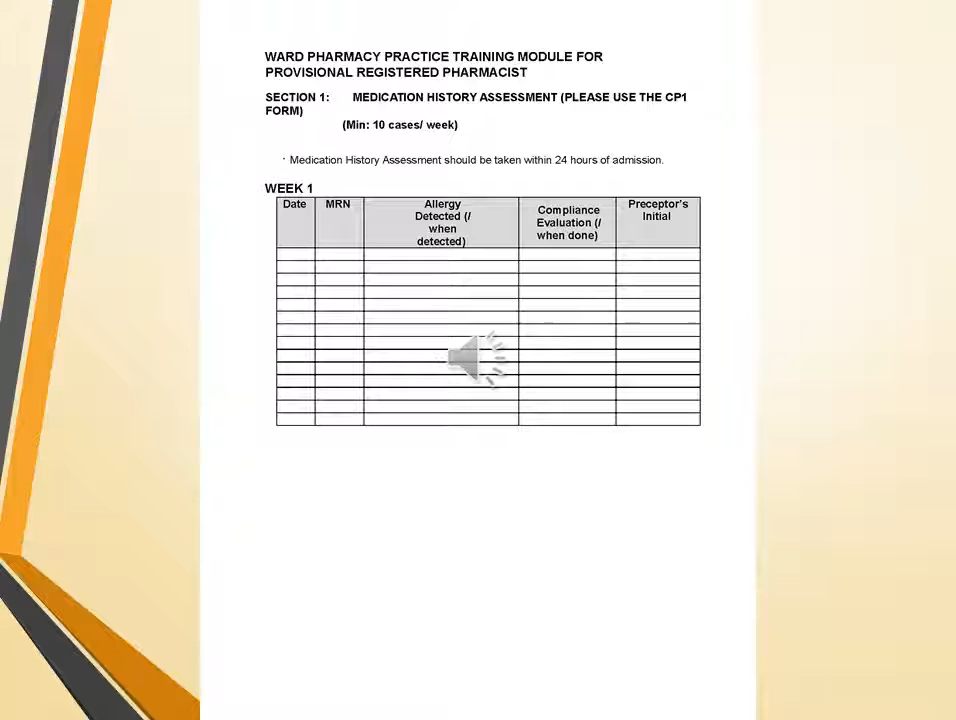 WARD PHARMACY PRACTICE TRAINING MODULE FOR
PROVISIONAL REGISTERED PHARMACIST
SECTION 1: MEDICATION HISTORY ASSESSMENT (PLEASE USE THE CP1
FORM)
(Min: 10 cases/ week)
· Medication History Assessment should be taken within 24 hours of admission.
WEEK 1
Date
MRN
Allergy
Detected (/
when
detected)
Compliance
Evaluation (/
when done)
Preceptor's
Initial